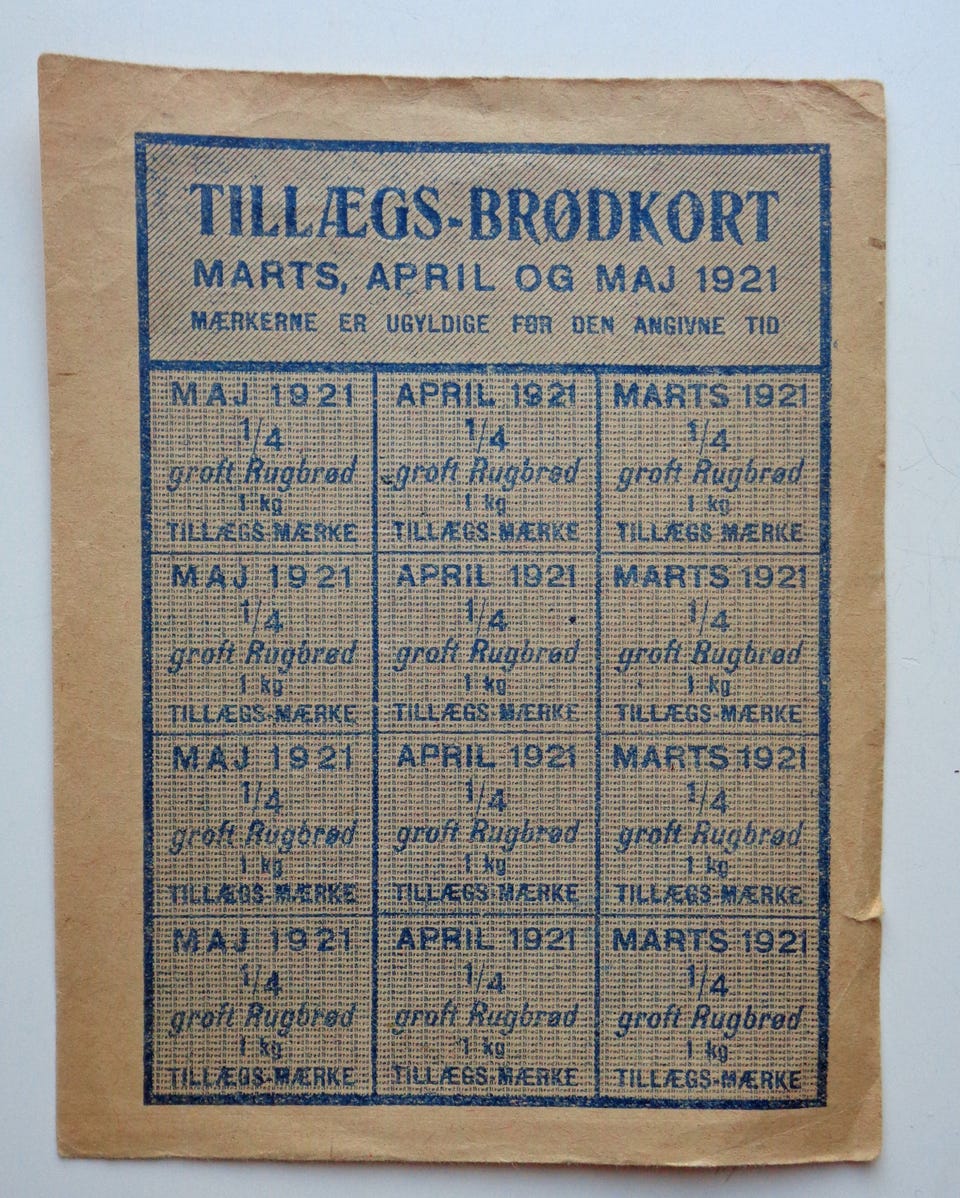 TILLÆGS-BRØDKORT
MARTS, APRIL OG MAJ 1921
MÆRKERNE ER UGYLDIGE FØR DEN ANGIVNE TID
MAJ 1921
1/4
groft Rugbrød
1 kg
TILLÆGS-MÆRKE
APRIL 1921
1/4
groft Rugbrød
1 kg
TILLÆGS-MÆRKE
MARTS 1921
1/4
groft Rugbrød
1 kg
TILLÆGS-MÆRKE
MAJ 1921
1/4
groft Rugbrød
1 kg
TILLÆGS-MÆRKE
APRIL 1921
1/4
groft Rugbrød
1 kg
TILLÆGS-MÆRKE
MARTS 1921
1/4
groft Rugbrød
1 kg
TILLÆGS-MÆRKE
MAJ 1921
1/4
groft Rugbrød
1 kg
TILLÆGS-MÆRKE
APRIL 1921
1/4
groft Rugbrød
1 kg
TILLÆGS-MÆRKE
MARTS 1921
1/4
groft Rugbrød
1 kg
TILLÆGS-MÆRKE
MAJ 1921
1/4
groft Rugbrød
1 kg
TILLÆGS-MÆRKE
APRIL 1921
1/4
groft Rugbrød
1 kg
TILLÆGS-MÆRKE
MARTS 1921
1/4
groft Rugbrød
1 kg
TILLÆGS-MÆRKE